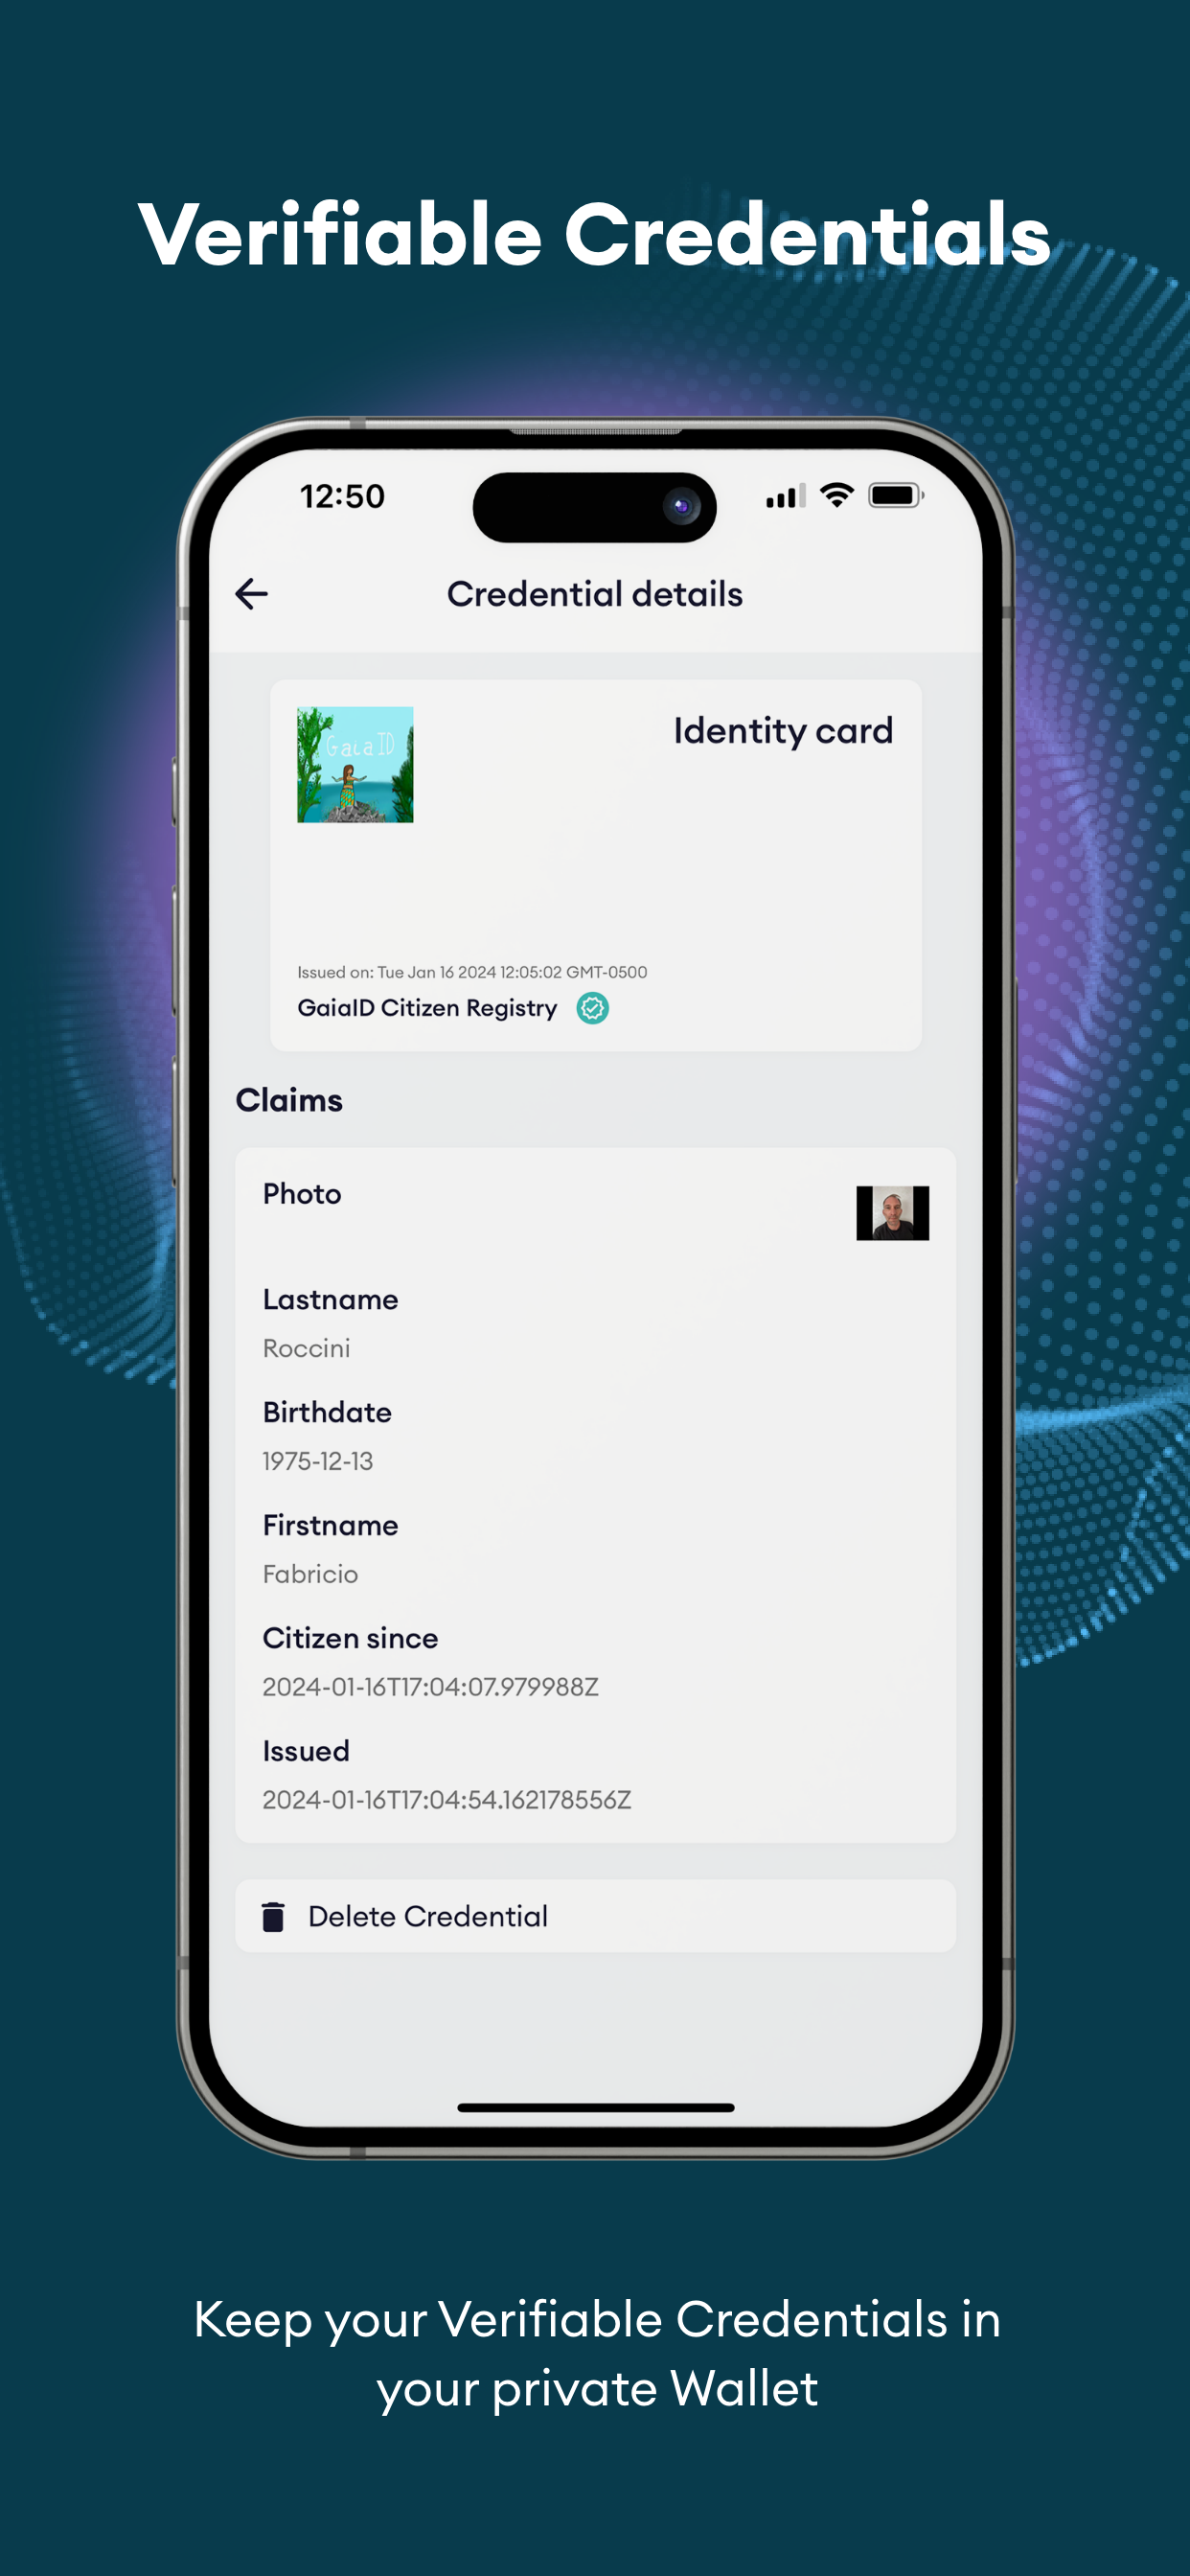 Verifiable Credentials
12:50
Credential details
Gaia ID
Identity card
Issued on: Tue Jan 16 2024 12:05:02 GMT-0500
GaiaID Citizen Registry
Claims
Photo
Lastname
Roccini
Birthdate
1975-12-13
Firstname
Fabricio
Citizen since
2024-01-16T17:04:07.979988Z
Issued
2024-01-16T17:04:54.162178556Z
Delete Credential
Keep your Verifiable Credentials in
your private Wallet